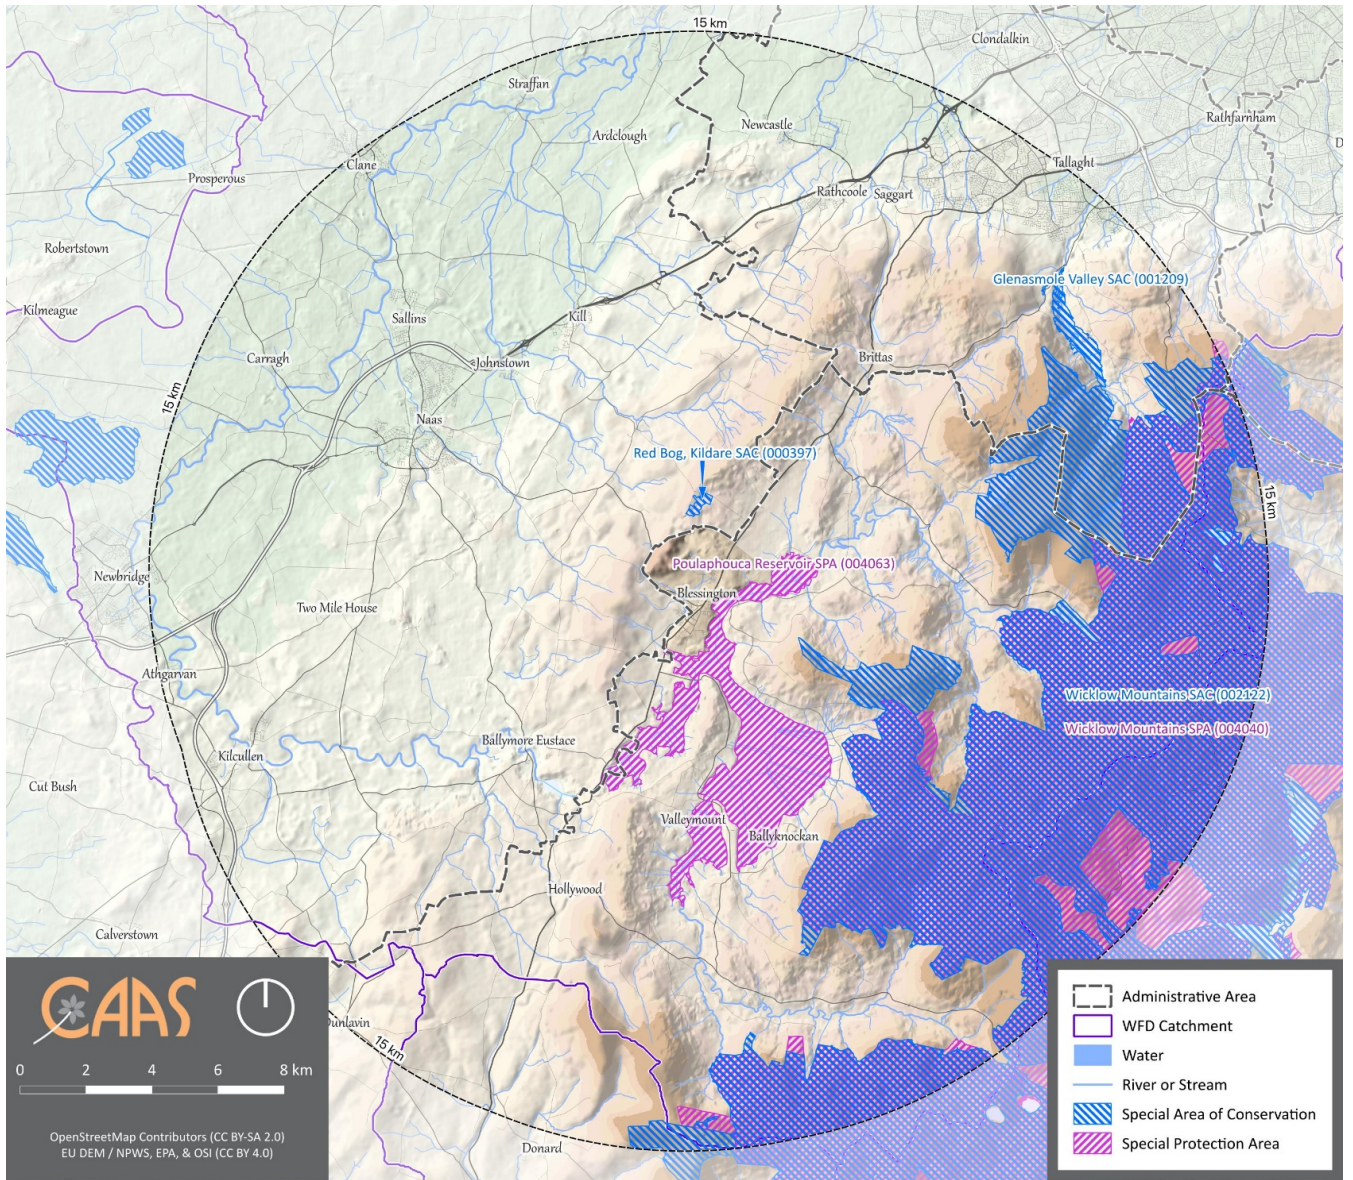 15 km
Clondalkin
Straffan
Newcastle
Rathfarnham
Ardclough
Clane
Tallaght
Prosperous
Rathcoole
Saggart
Robertstown
Glenasmole Valley SAC (001209)
Kilmeague
Sallins
Kill
Carragh
Johnstown
Brittas
15 km
Naas
Red Bog, Kildare SAC (000397)
15 km
Poulaphouca Reservoir SPA (004063)
Newbridge
Blessington
Two Mile House
Athgarvan
Wicklow Mountains SAC (002122)
Wicklow Mountains SPA (004040)
Ballymore Eustace
Kilcullen
Cut Bush
Valleymount
Ballyknockan
Hollywood
Calverstown
Dunlavin
15 km
Donard
CAAS
0 2 4 6 8 km
OpenStreetMap Contributors (CC BY-SA 2.0)
EU DEM / NPWS, EPA, & OSI (CC BY 4.0)
Administrative Area
WFD Catchment
Water
River or Stream
Special Area of Conservation
Special Protection Area